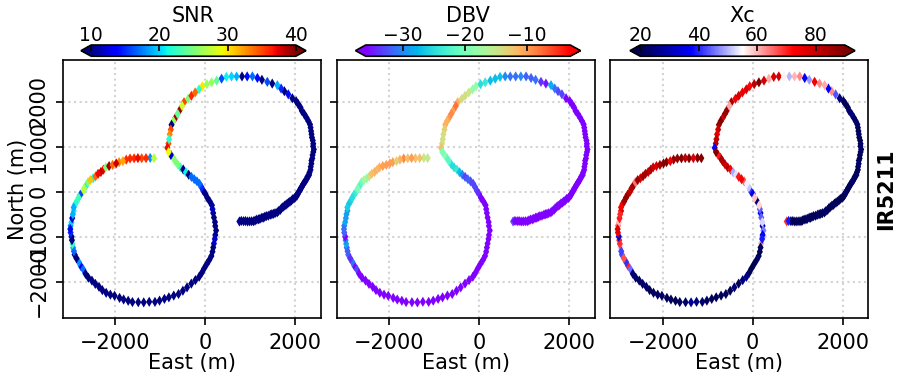 SNR DBV Xc
10 20 30 40 −30 −20 −10 20 40 60 80
North (m)
2000
1000
0
−1000
−2000
IR5211
−2000 0 2000 −2000 0 2000 −2000 0 2000
East (m) East (m) East (m)